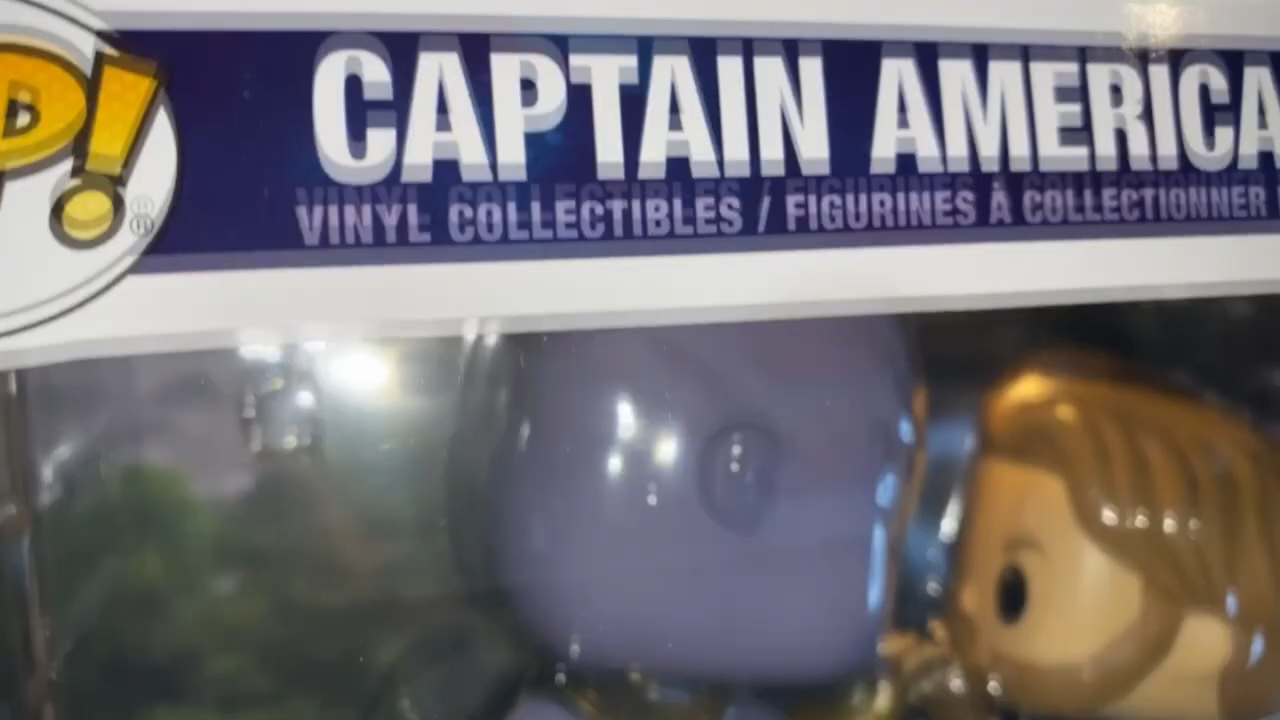 P!
®
CAPTAIN AMERICA
VINYL COLLECTIBLES / FIGURINES À COLLECTIONNER